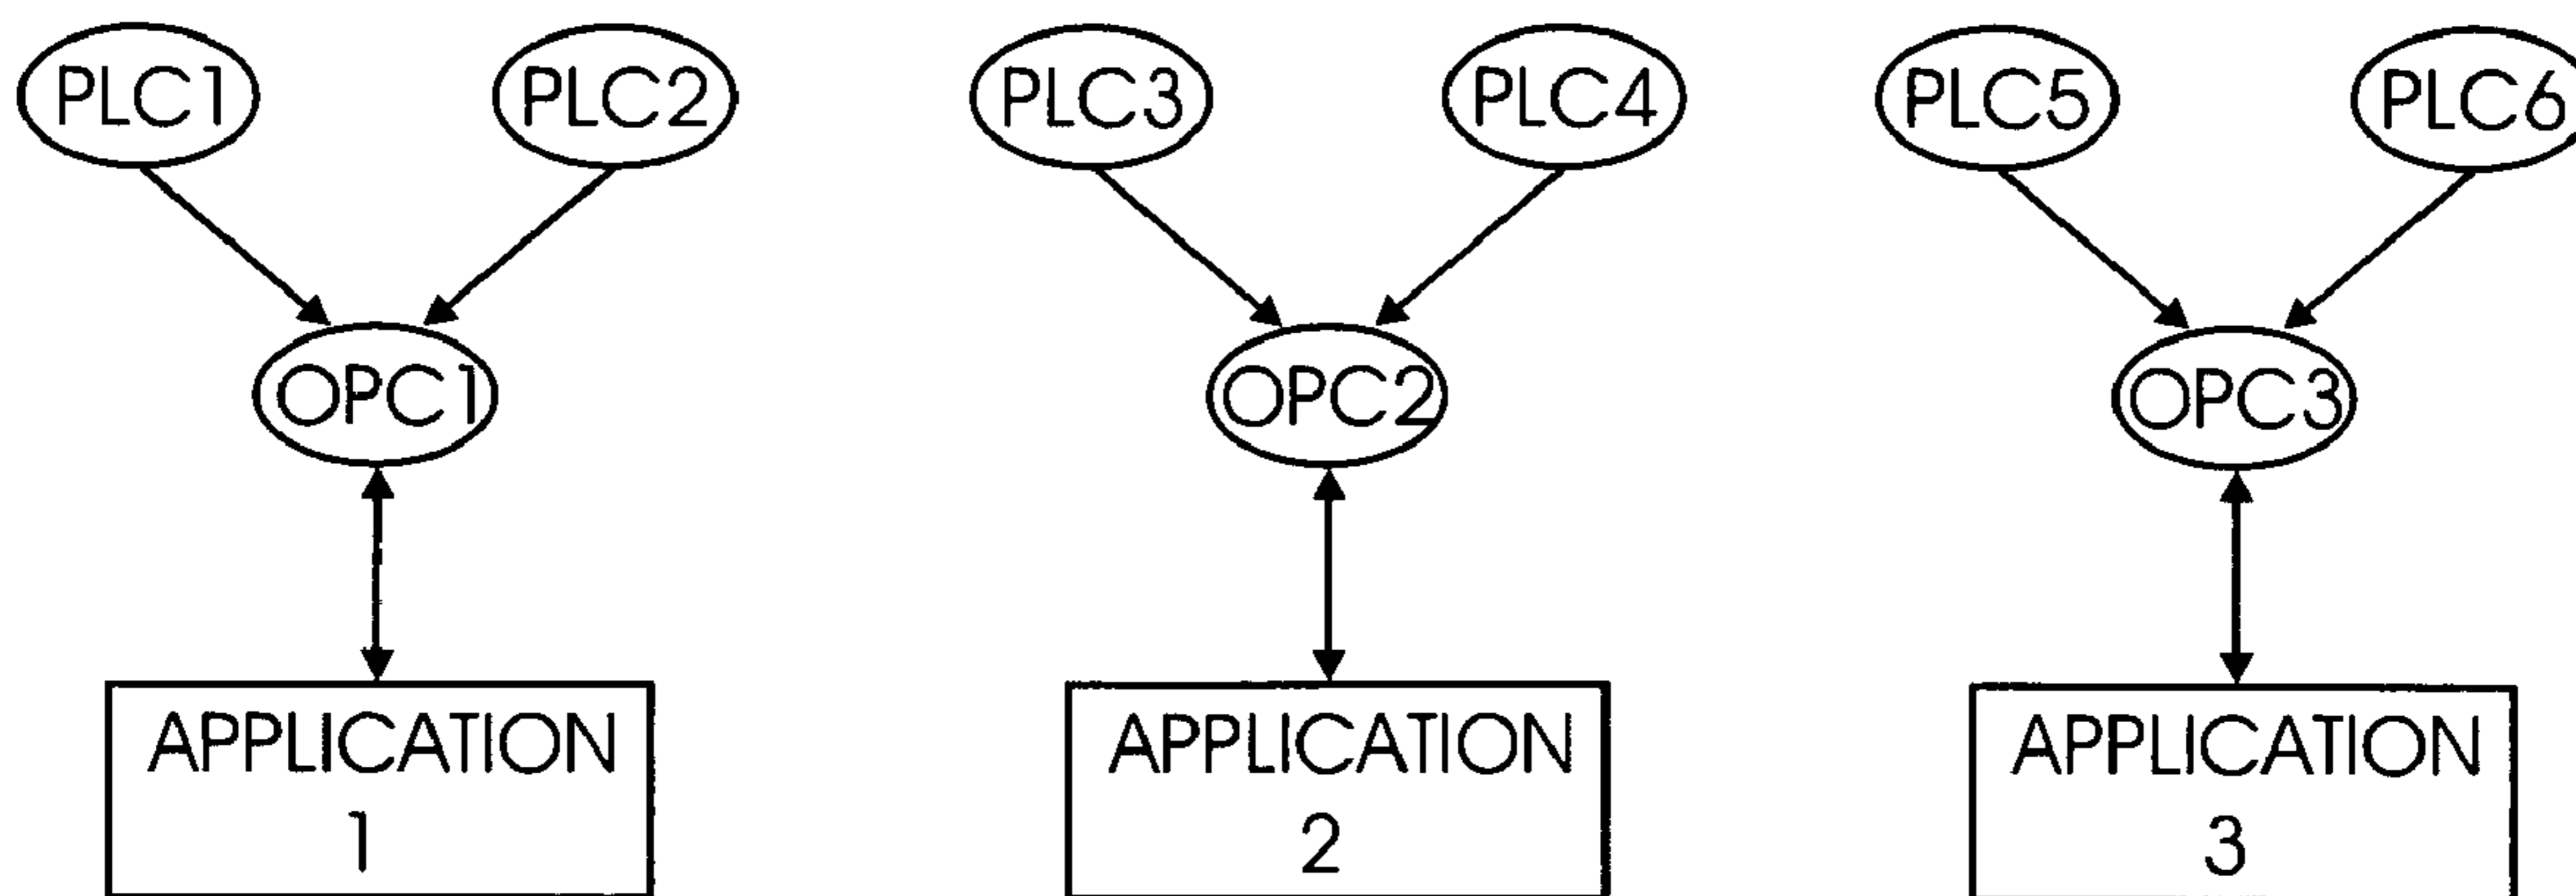 PLC1 PLC2 PLC3 PLC4 PLC5 PLC6
OPC1 OPC2 OPC3
APPLICATION
1
APPLICATION
2
APPLICATION
3